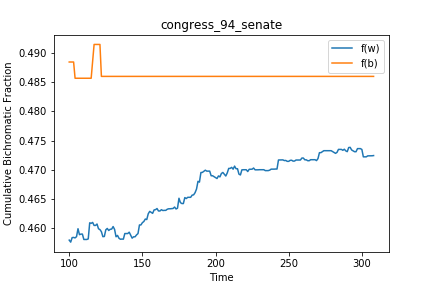 congress_94_senate
f(w)
f(b)
Cumulative Bichromatic Fraction
0.490
0.485
0.480
0.475
0.470
0.465
0.460
100
150
200
250
300
Time